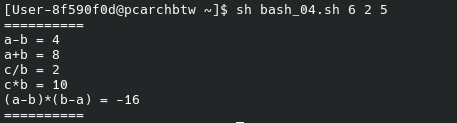 [User-8f590f0d@pcarchbtw ~]$ sh bash_04.sh 6 2 5
==========
a-b = 4
a+b = 8
c/b = 2
c*b = 10
(a-b)*(b-a) = -16
==========